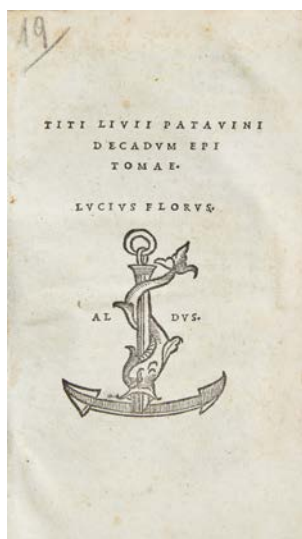 19
TITI LIVII PATAVINI
DECADVM EPI
TOMAE.
LVCIVS FLORVS.
AL DVS.